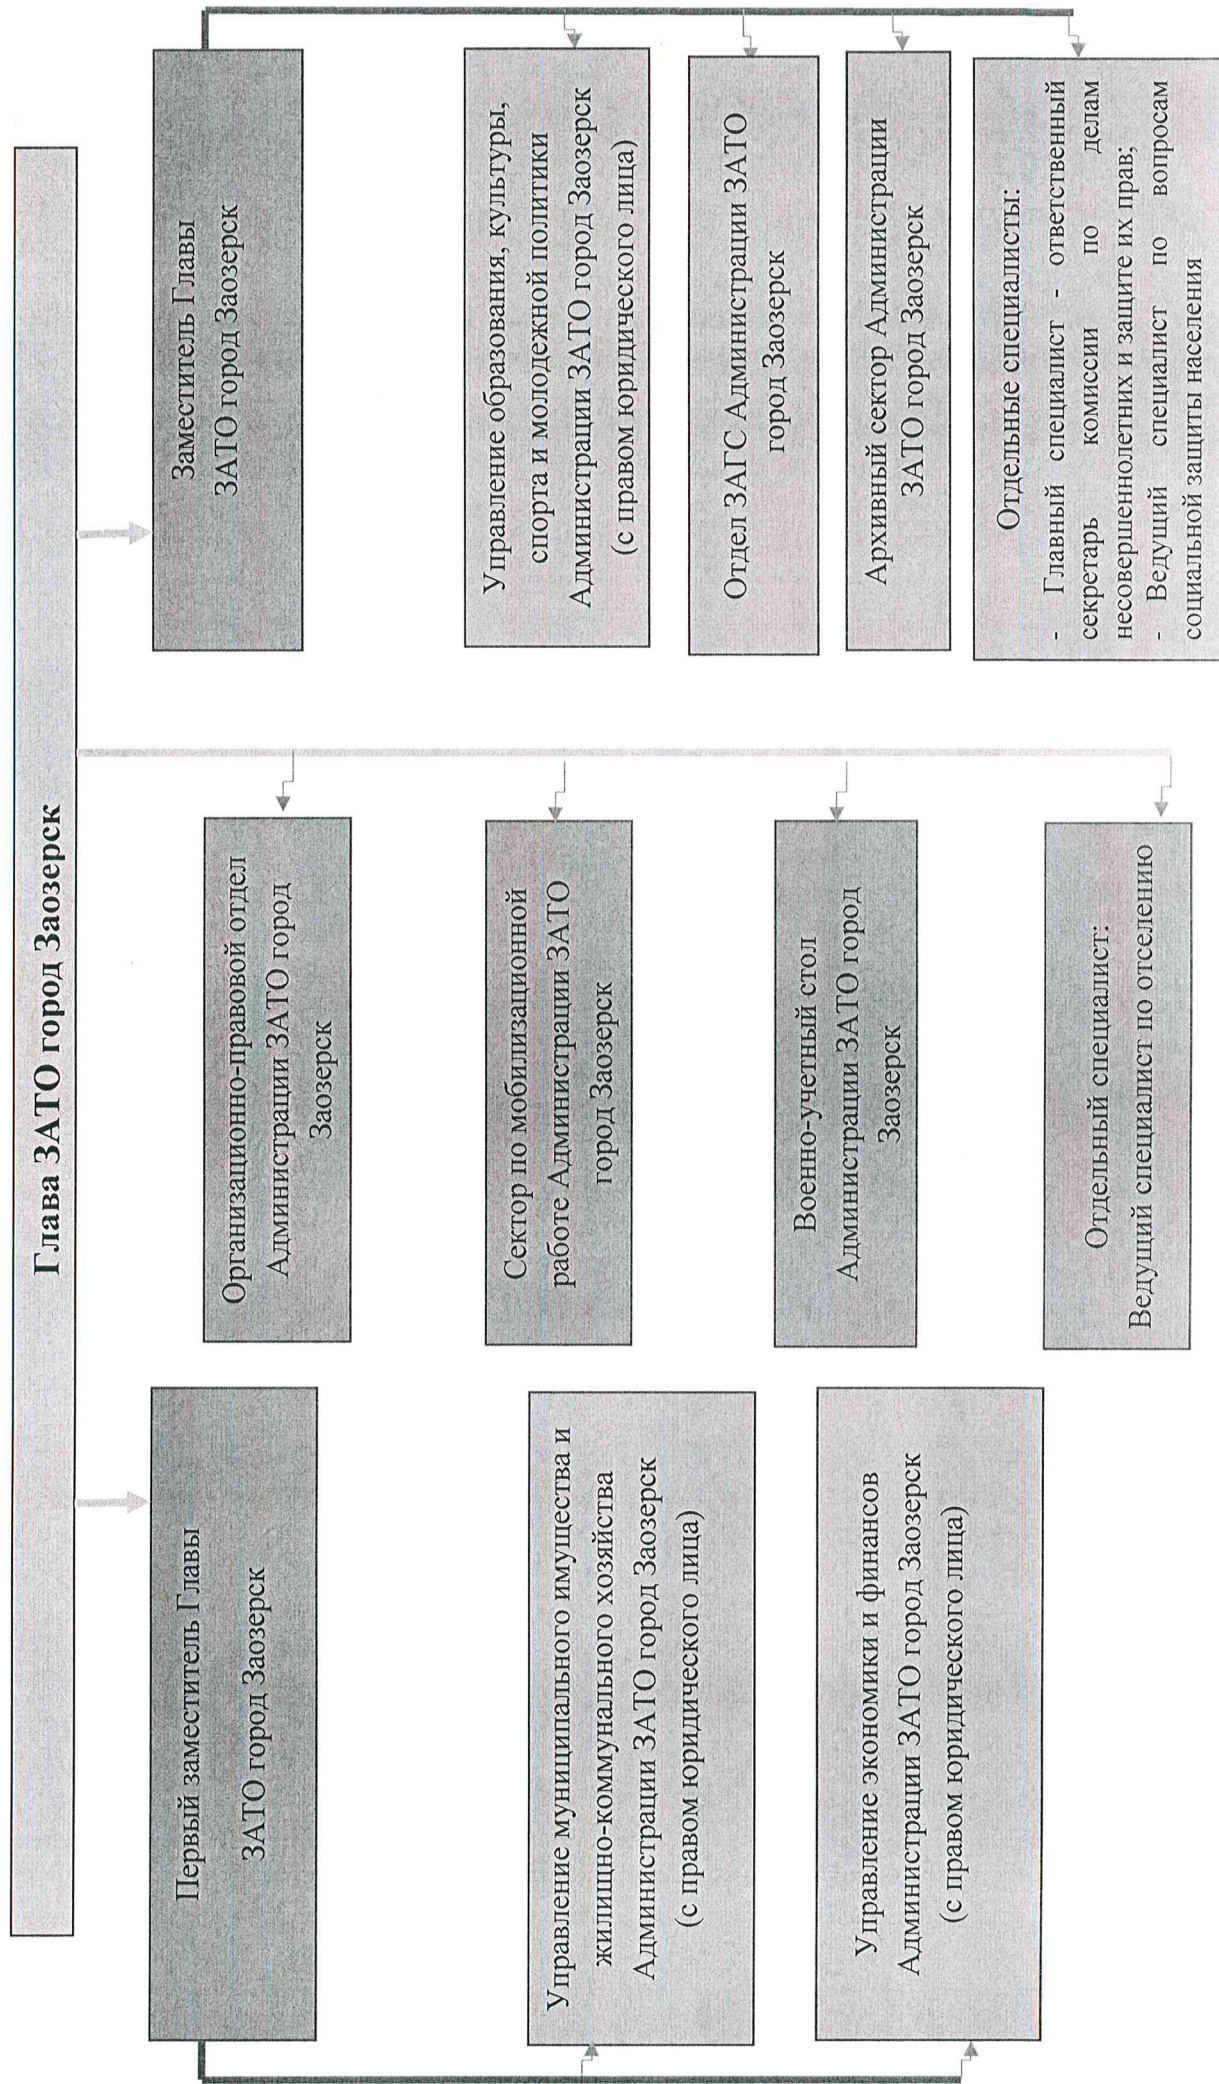 Глава ЗАТО город Заозерск
Первый заместитель Главы
ЗАТО город Заозерск
Управление муниципального имущества и
жилищно-коммунального хозяйства
Администрации ЗАТО город Заозерск
(с правом юридического лица)
Управление экономики и финансов
Администрации ЗАТО город Заозерск
(с правом юридического лица)
Организационно-правовой отдел
Администрации ЗАТО город
Заозерск
Сектор по мобилизационной
работе Администрации ЗАТО
город Заозерск
Военно-учетный стол
Администрации ЗАТО город
Заозерск
Отдельный специалист:
Ведущий специалист по отселению
Заместитель Главы
ЗАТО город Заозерск
Управление образования, культуры,
спорта и молодежной политики
Администрации ЗАТО город Заозерск
(с правом юридического лица)
Отдел ЗАГС Администрации ЗАТО
город Заозерск
Архивный сектор Администрации
ЗАТО город Заозерск
Отдельные специалисты:
- Главный специалист - ответственный
секретарь комиссии по делам
несовершеннолетних и защите их прав;
- Ведущий специалист по вопросам
социальной защиты населения